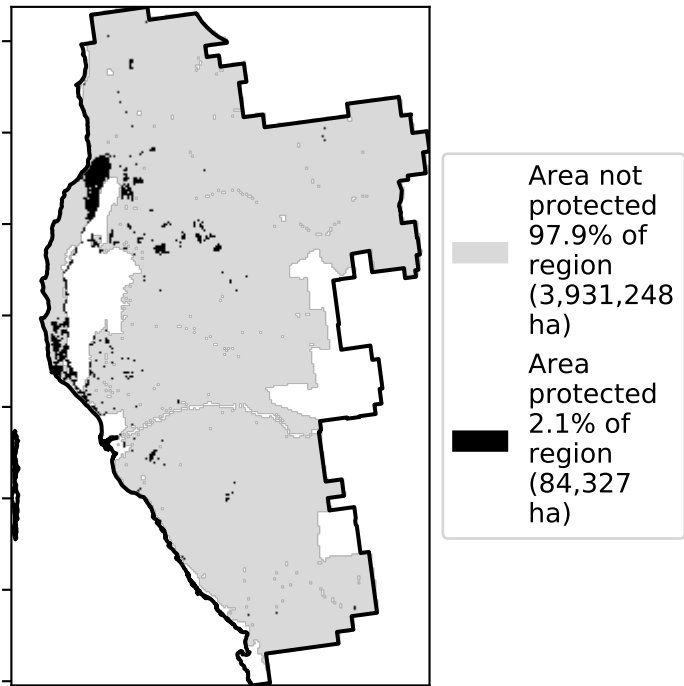 Area not
protected
97.9% of
region
(3,931,248
ha)
Area
protected
2.1% of
region
(84,327
ha)